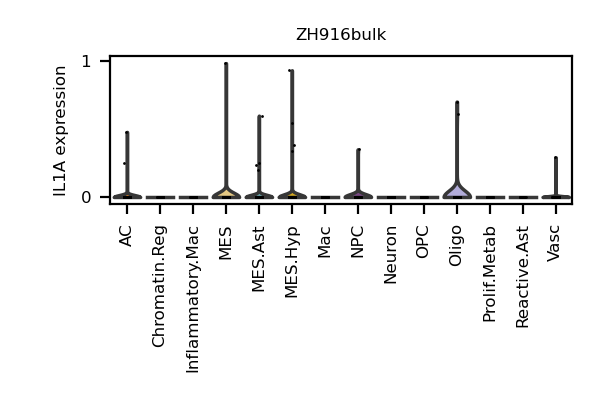 ZH916bulk
IL1A expression
1
0
AC
Chromatin.Reg
Inflammatory.Mac
MES
MES.Ast
MES.Hyp
Mac
NPC
Neuron
OPC
Oligo
Prolif.Metab
Reactive.Ast
Vasc